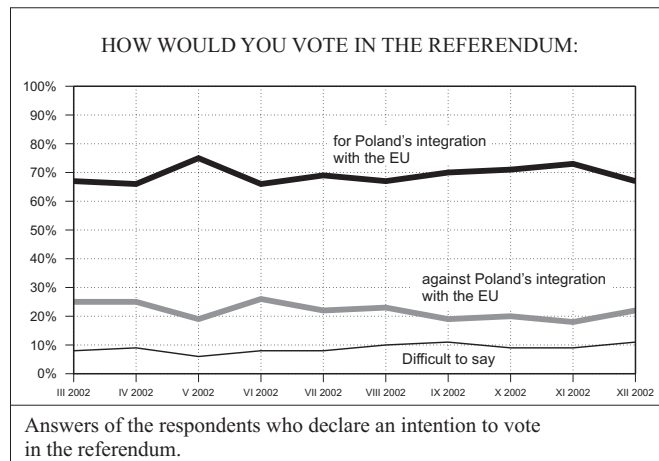 HOW WOULD YOU VOTE IN THE REFERENDUM:
100%
90%
80%
for Poland's integration
with the EU
70%
60%
50%
40%
30%
against Poland's integration
with the EU
20%
10%
Difficult to say
0%
III 2002 IV 2002 V 2002 VI 2002 VII 2002 VIII 2002 IX 2002 X 2002 XI 2002 XII 2002
Answers of the respondents who declare an intention to vote
in the referendum.